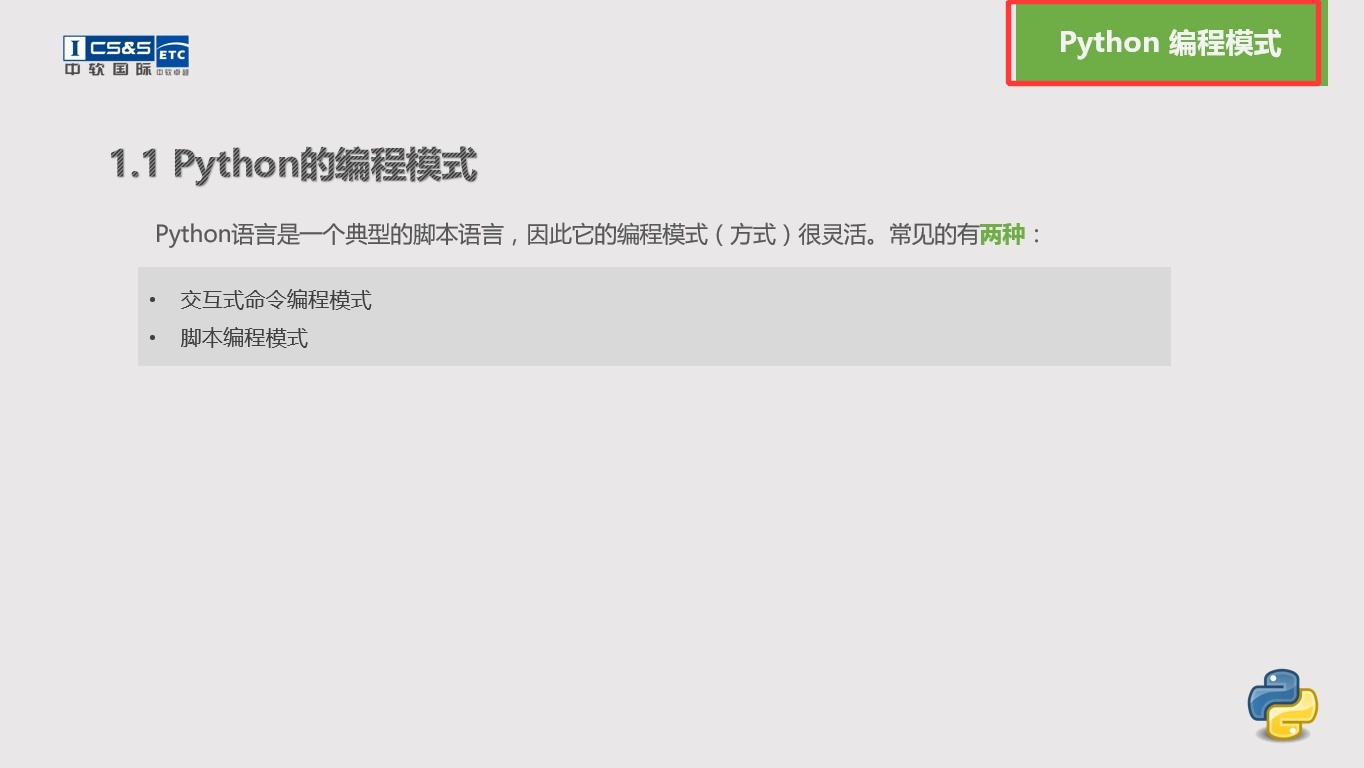 I CS&S ETC
中软国际 中软卓越
Python 编程模式
1.1 Python的编程模式
Python语言是一个典型的脚本语言，因此它的编程模式（方式）很灵活。常见的有两种：
• 交互式命令编程模式
• 脚本编程模式